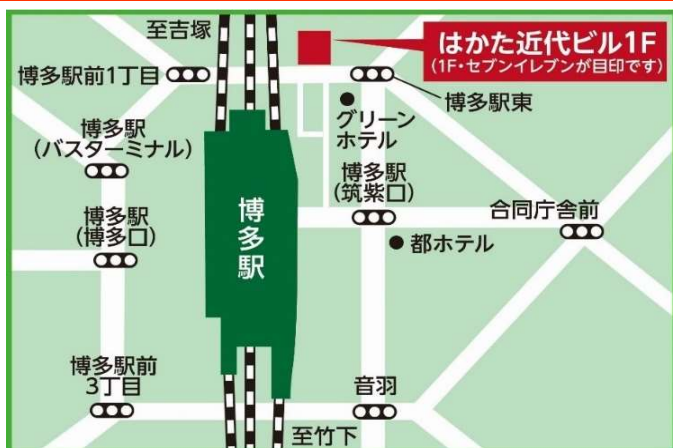 至吉塚
はかた近代ビル1F
(1F・セブンイレブンが目印です)
博多駅前1丁目
博多駅東
グリーン
ホテル
博多駅
(バスターミナル)
博多駅
(筑紫口)
博多駅
(博多口)
博多駅
合同庁舎前
都ホテル
博多駅前
3丁目
音羽
至竹下